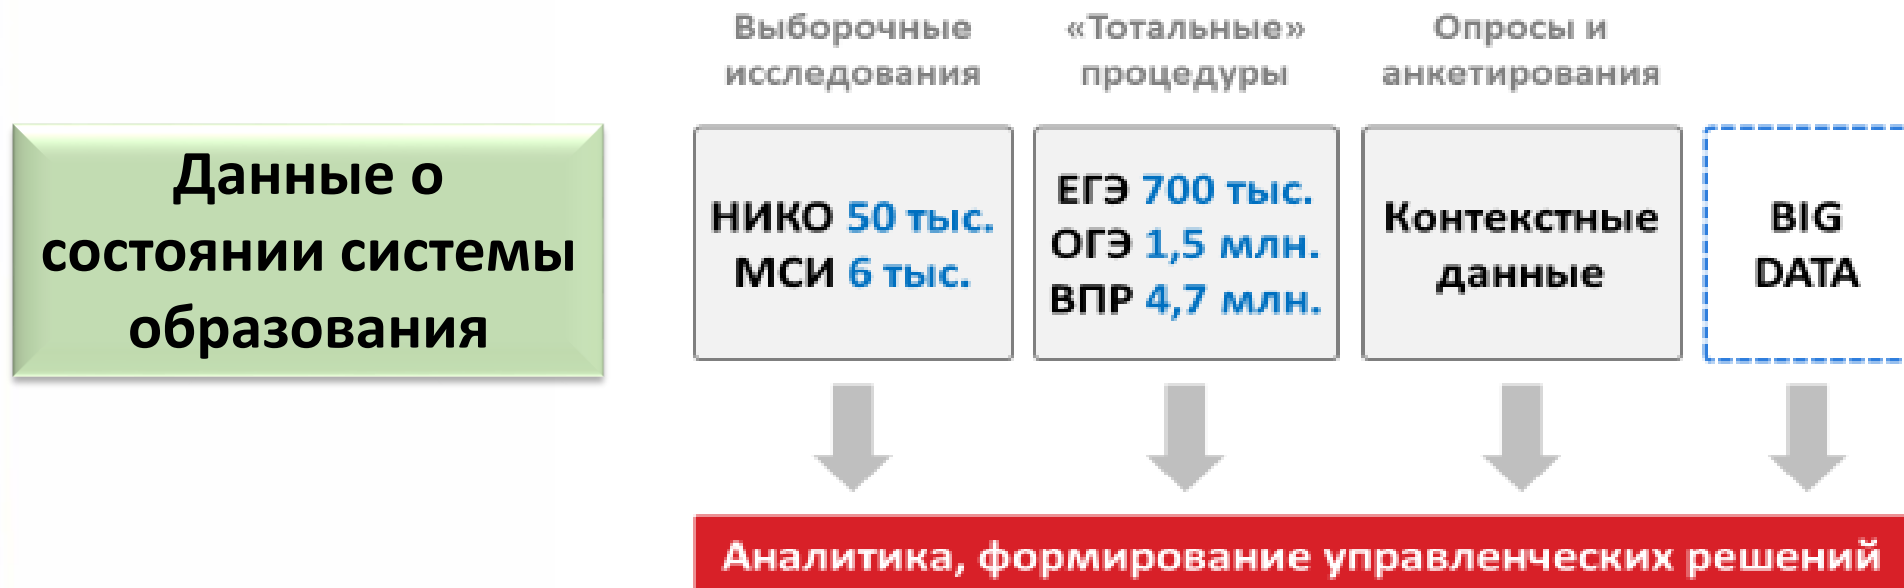 Данные о
состоянии системы
образования
Выборочные
исследования
НИКО 50 тыс.
МСИ 6 тыс.
«Тотальные»
процедуры
ЕГЭ 700 тыс.
ОГЭ 1,5 млн.
ВПР 4,7 млн.
Опросы и
анкетирования
Контекстные
данные
BIG
DATA
Аналитика, формирование управленческих решений